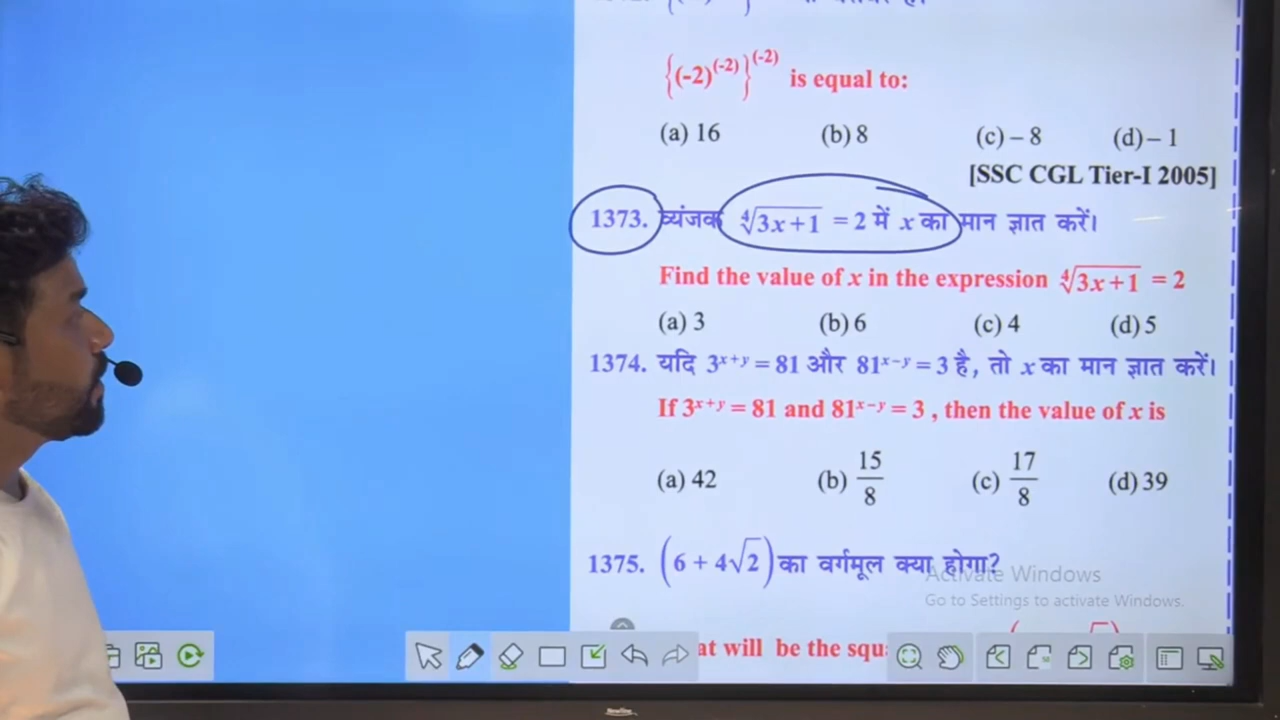 {(-2)^(-2)}^(-2) is equal to:
(a) 16 (b) 8 (c) – 8 (d) – 1
[SSC CGL Tier-I 2005]
1373. व्यंजक ∜(3x+1) = 2 में x का मान ज्ञात करें।
Find the value of x in the expression ∜(3x+1) = 2
(a) 3 (b) 6 (c) 4 (d) 5
1374. यदि 3^(x+y) = 81 और 81^(x–y) = 3 है, तो x का मान ज्ञात करें।
If 3^(x+y) = 81 and 81^(x–y) = 3 , then the value of x is
(a) 42 (b) 15/8 (c) 17/8 (d) 39
1375. (6 + 4√2) का वर्गमूल क्या होगा?
Activate Windows
Go to Settings to activate Windows.
will be the